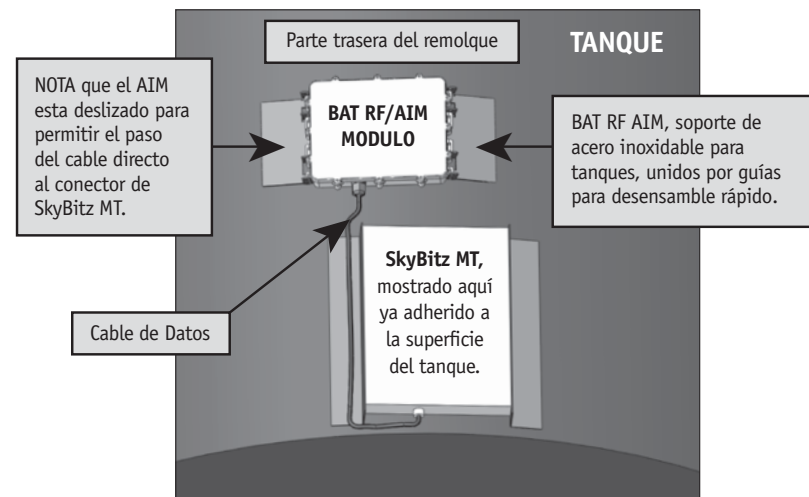 Parte trasera del remolque
TANQUE
NOTA que el AIM
esta deslizado para
permitir el paso
del cable directo
al conector de
SkyBitz MT.
BAT RF/AIM
MODULO
BAT RF AIM, soporte de
acero inoxidable para
tanques, unidos por guías
para desensamble rápido.
SkyBitz MT,
mostrado aquí
ya adherido a
la superficie
del tanque.
Cable de Datos